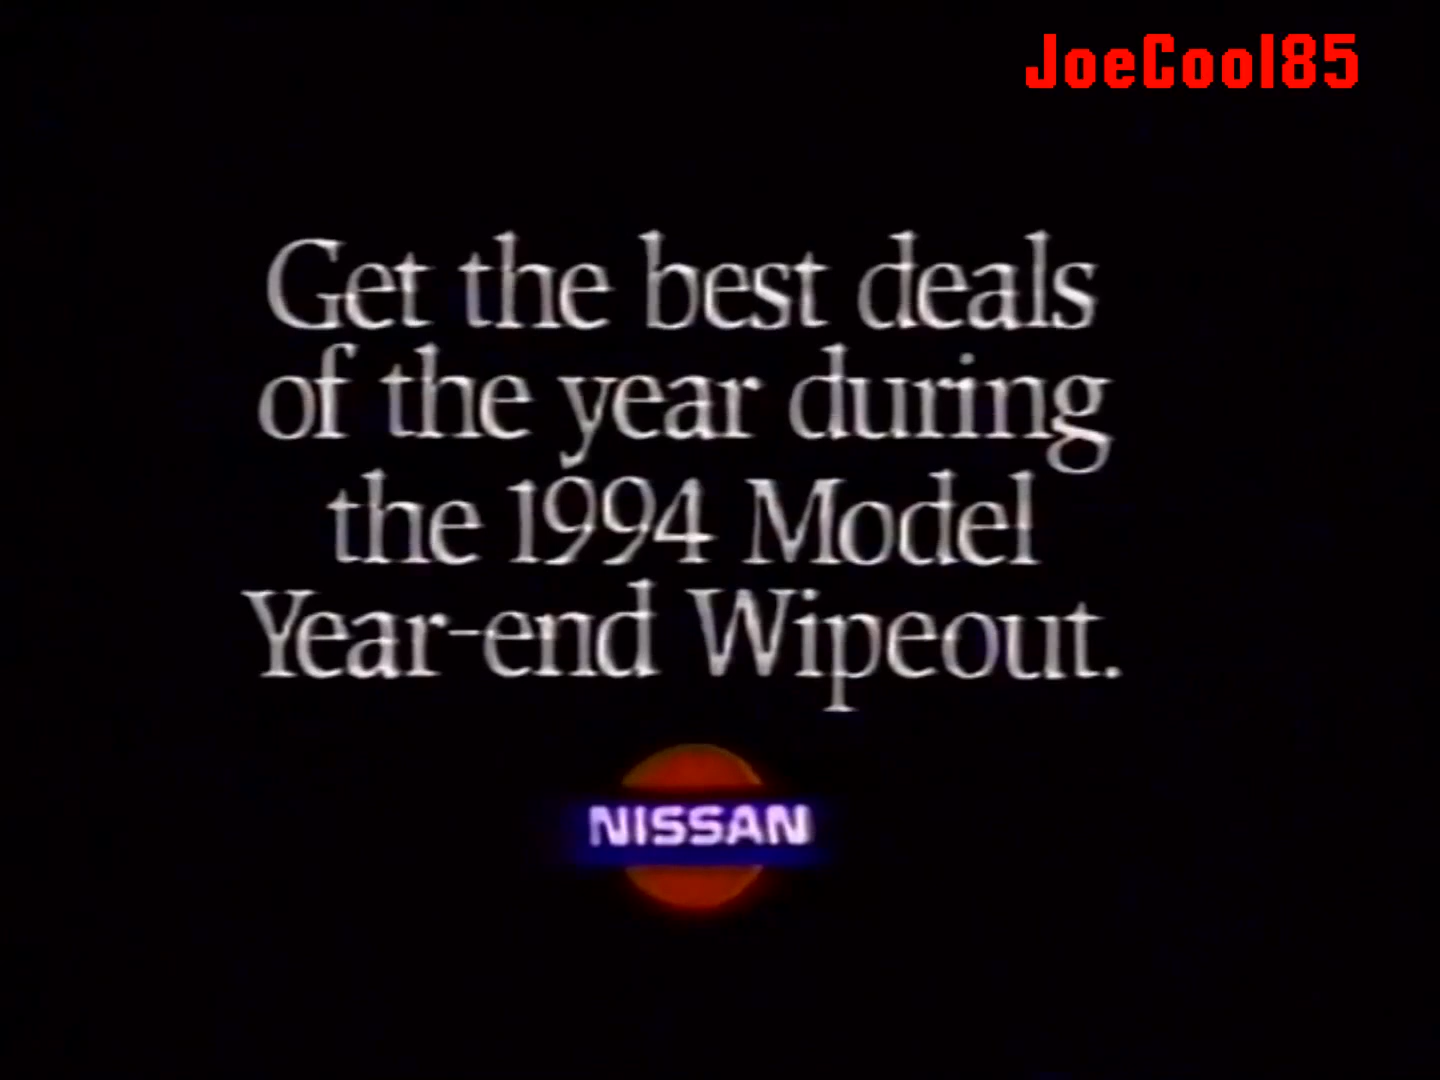 JoeCool85
Get the best deals
of the year during
the 1994 Model
Year-end Wipeout.
NISSAN